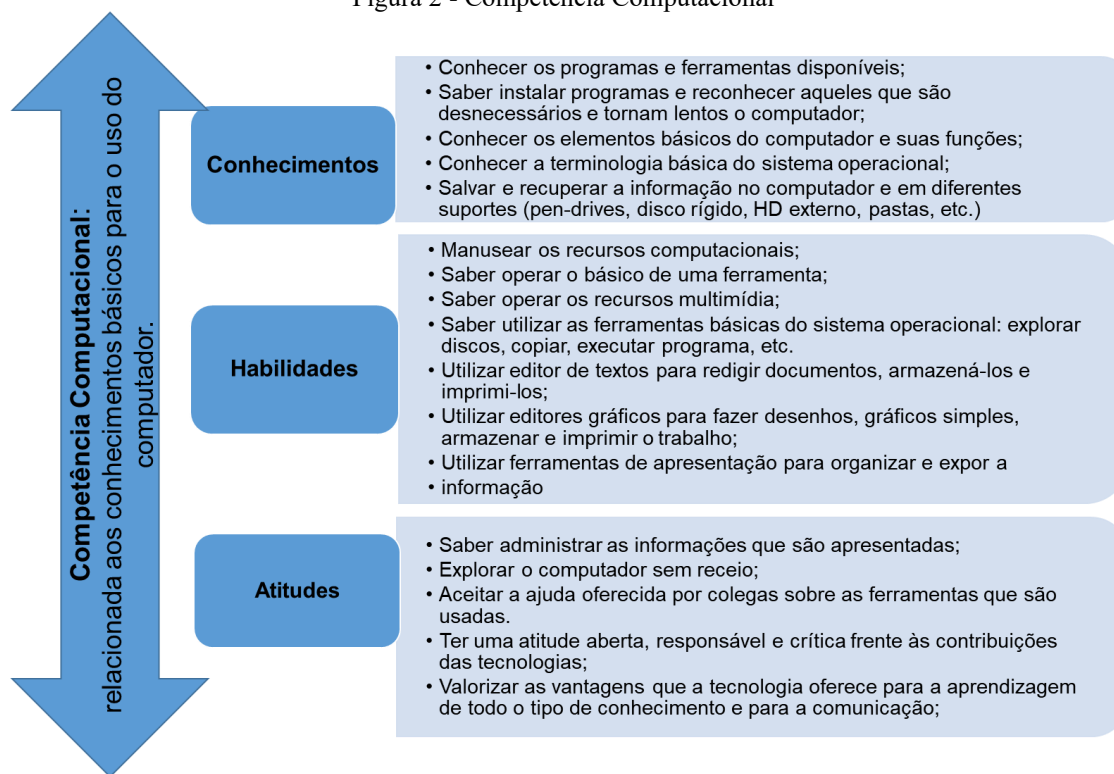 Figura 2 - Competência Computacional
Competência Computacional:
relacionada aos conhecimentos básicos para o uso do
computador.
Conhecimentos
• Conhecer os programas e ferramentas disponíveis;
• Saber instalar programas e reconhecer aqueles que são
desnecessários e tornam lentos o computador;
• Conhecer os elementos básicos do computador e suas funções;
• Conhecer a terminologia básica do sistema operacional;
• Salvar e recuperar a informação no computador e em diferentes
suportes (pen-drives, disco rígido, HD externo, pastas, etc.)
Habilidades
• Manusear os recursos computacionais;
• Saber operar o básico de uma ferramenta;
• Saber operar os recursos multimídia;
• Saber utilizar as ferramentas básicas do sistema operacional: explorar
discos, copiar, executar programa, etc.
• Utilizar editor de textos para redigir documentos, armazená-los e
imprimi-los;
• Utilizar editores gráficos para fazer desenhos, gráficos simples,
armazenar e imprimir o trabalho;
• Utilizar ferramentas de apresentação para organizar e expor a
• informação
Atitudes
• Saber administrar as informações que são apresentadas;
• Explorar o computador sem receio;
• Aceitar a ajuda oferecida por colegas sobre as ferramentas que são
usadas.
• Ter uma atitude aberta, responsável e crítica frente às contribuições
das tecnologias;
• Valorizar as vantagens que a tecnologia oferece para a aprendizagem
de todo o tipo de conhecimento e para a comunicação;